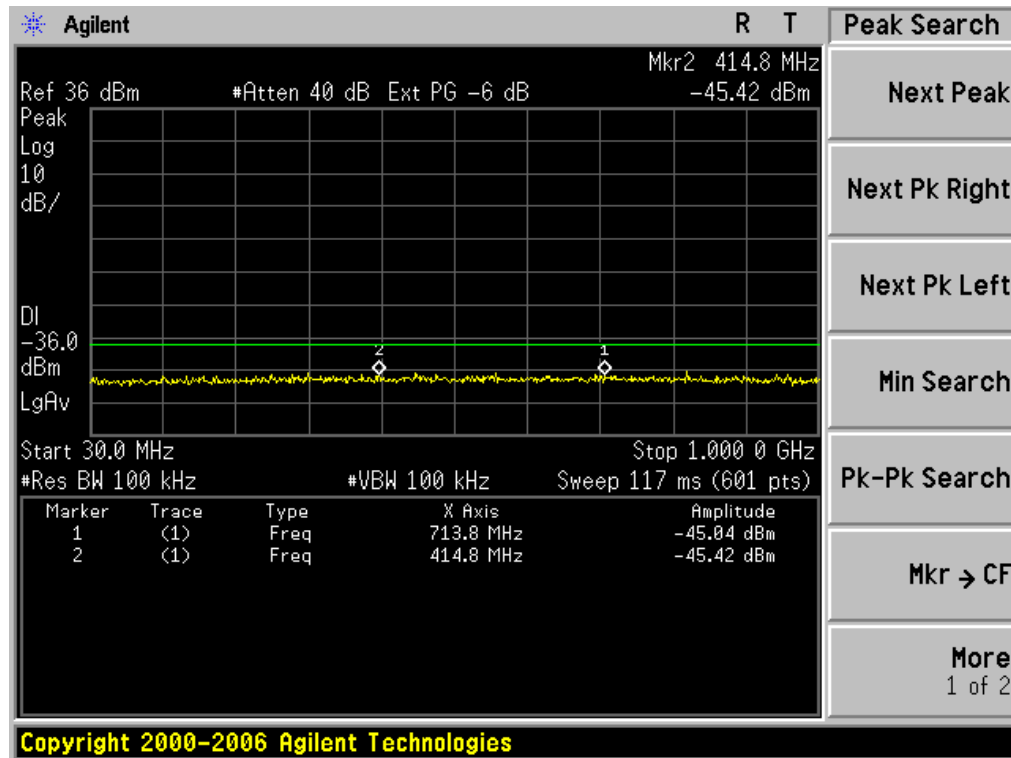 Agilent R T Peak Search
Mkr2 414.8 MHz
Ref 36 dBm #Atten 40 dB Ext PG -6 dB -45.42 dBm
Peak
Log
10
dB/
DI
-36.0
dBm
LgAv
2 1
Start 30.0 MHz Stop 1.000 0 GHz
#Res BW 100 kHz #VBW 100 kHz Sweep 117 ms (601 pts)
Marker Trace Type X Axis Amplitude
1 (1) Freq 713.8 MHz -45.04 dBm
2 (1) Freq 414.8 MHz -45.42 dBm
Next Peak
Next Pk Right
Next Pk Left
Min Search
Pk-Pk Search
Mkr → CF
More
1 of 2
Copyright 2000-2006 Agilent Technologies